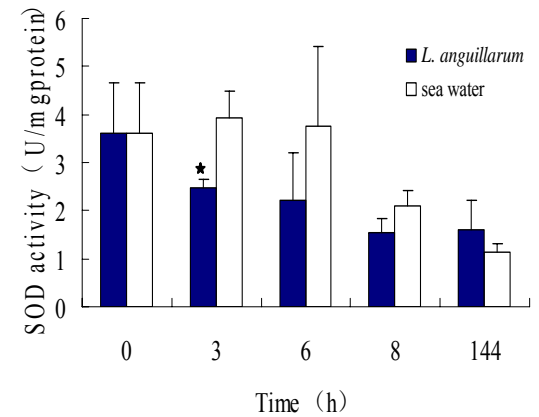 SOD activity（U/mgprotein）
6
5
4
3
2
1
0
L. anguillarum
sea water
★
0 3 6 8 144
Time （h）